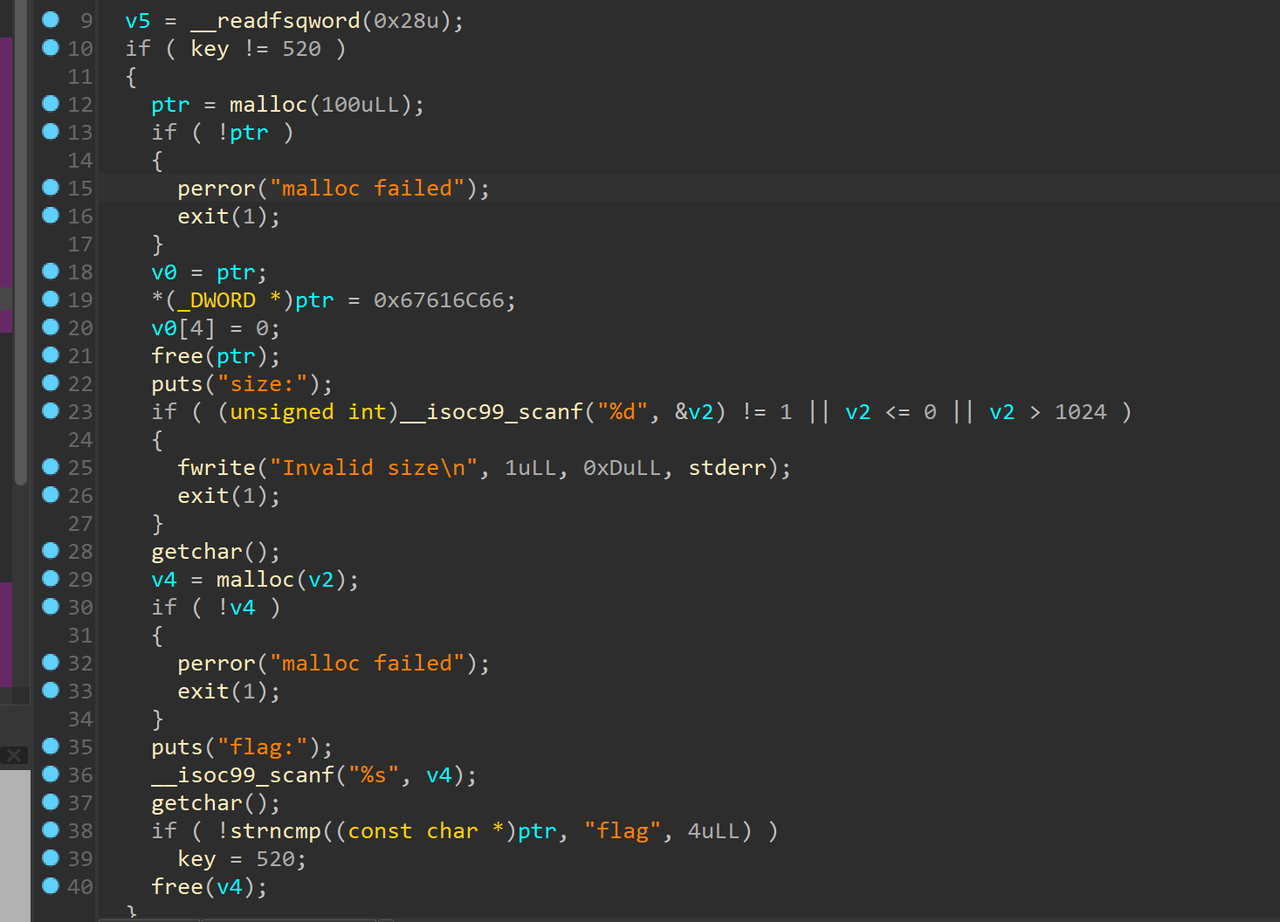 9 v5 = __readfsqword(0x28u);
10 if ( key != 520 )
11 {
12 ptr = malloc(100uLL);
13 if ( !ptr )
14 {
15 perror("malloc failed");
16 exit(1);
17 }
18 v0 = ptr;
19 *(_DWORD *)ptr = 0x67616C66;
20 v0[4] = 0;
21 free(ptr);
22 puts("size:");
23 if ( (unsigned int)__isoc99_scanf("%d", &v2) != 1 || v2 <= 0 || v2 > 1024 )
24 {
25 fwrite("Invalid size\n", 1uLL, 0xDuLL, stderr);
26 exit(1);
27 }
28 getchar();
29 v4 = malloc(v2);
30 if ( !v4 )
31 {
32 perror("malloc failed");
33 exit(1);
34 }
35 puts("flag:");
36 __isoc99_scanf("%s", v4);
37 getchar();
38 if ( !strncmp((const char *)ptr, "flag", 4uLL) )
39 key = 520;
40 free(v4);
}